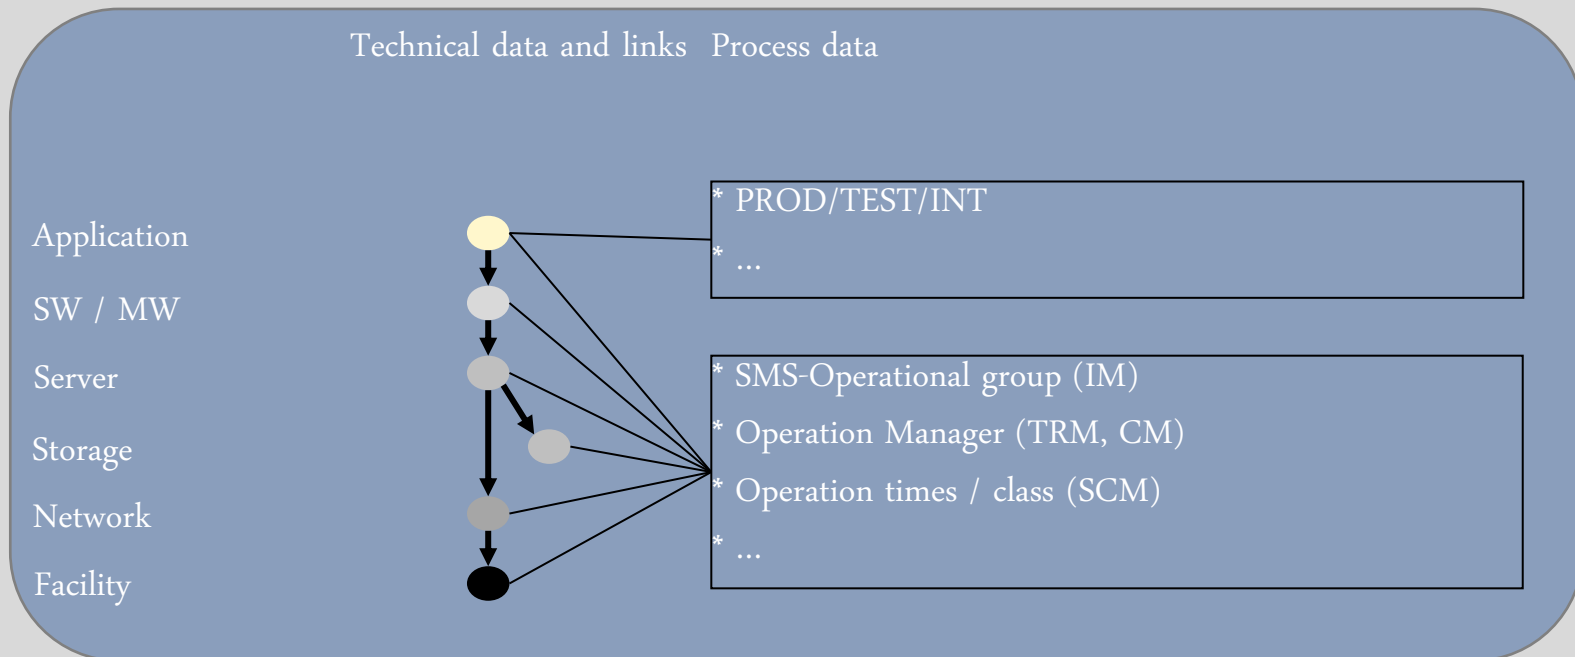 Technical data and links Process data
* PROD/TEST/INT
Application
* ...
SW / MW
Server
* SMS-Operational group (IM)
Storage
* Operation Manager (TRM, CM)
* Operation times / class (SCM)
Network
* ...
Facility